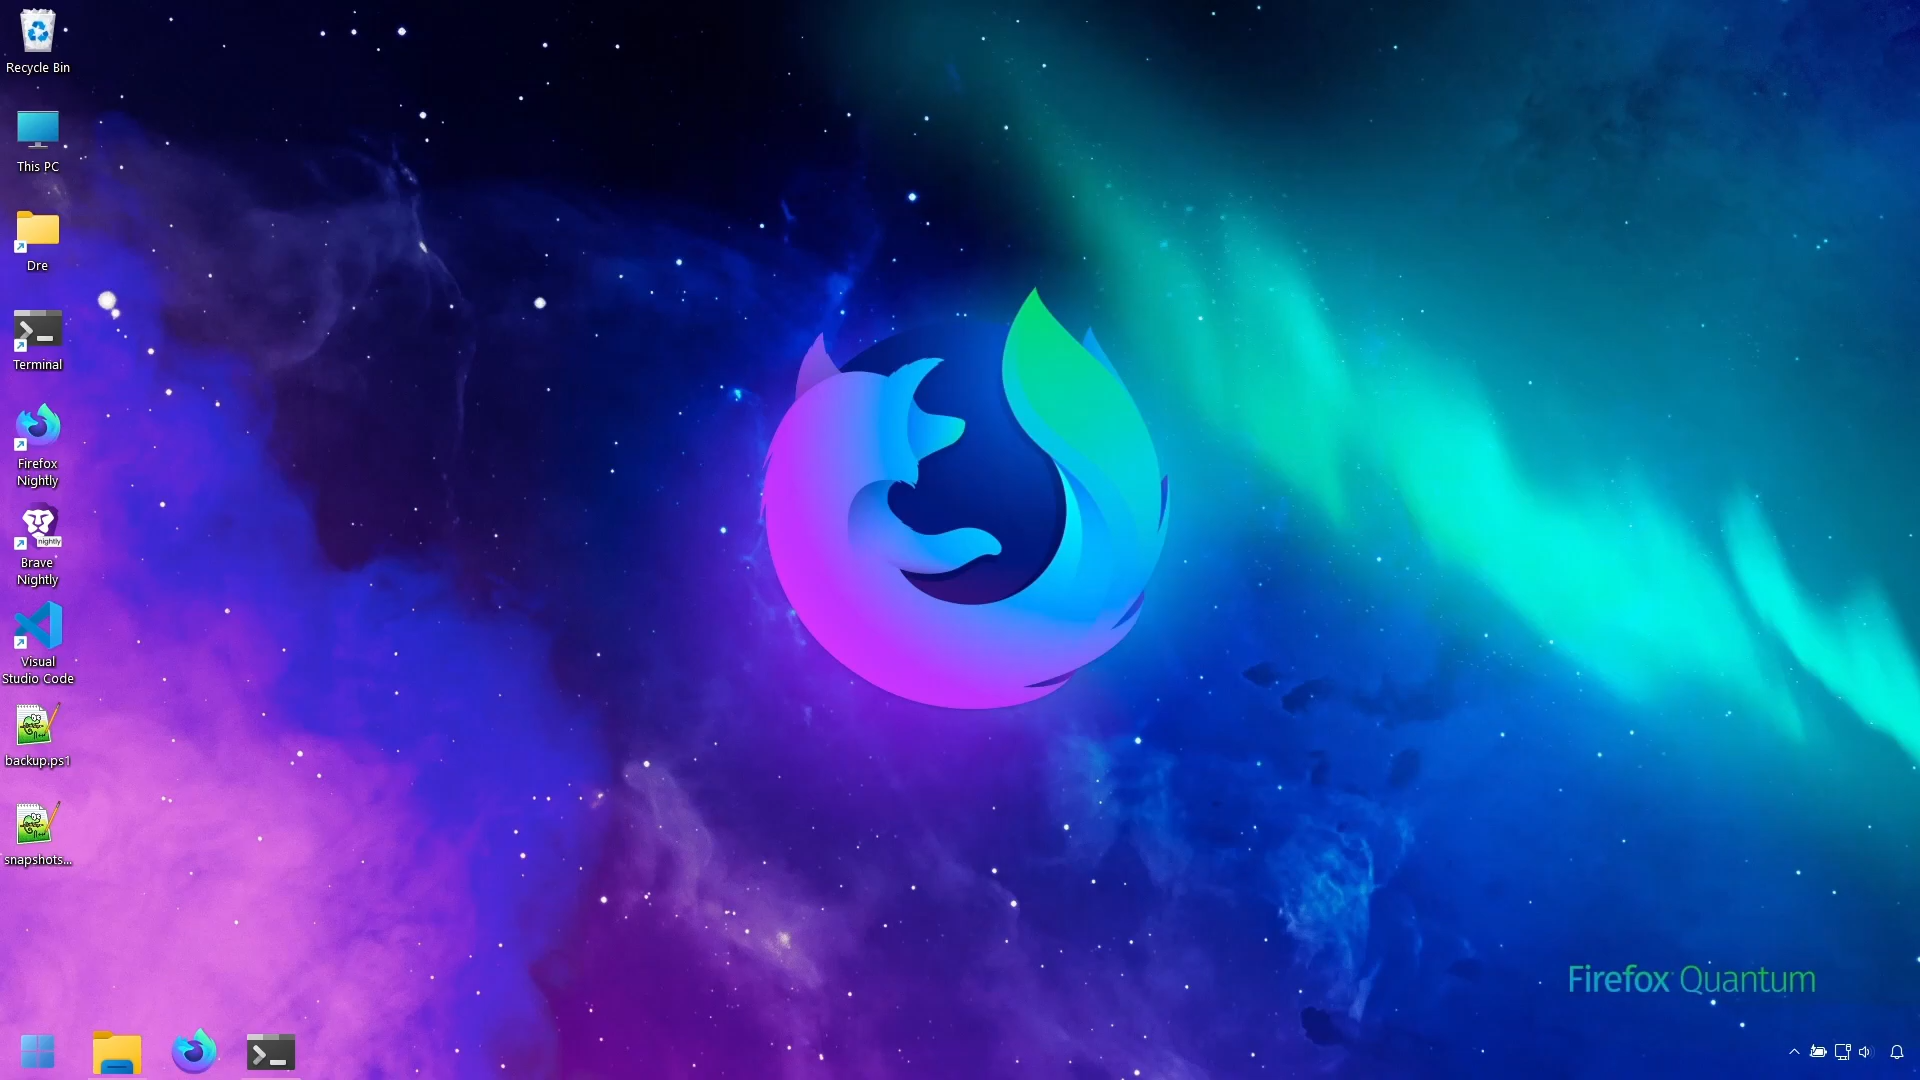 Recycle Bin
This PC
Dre
Terminal
Firefox
Nightly
nightly
Brave
Nightly
Visual
Studio Code
backup.ps1
snapshots...
Firefox Quantum